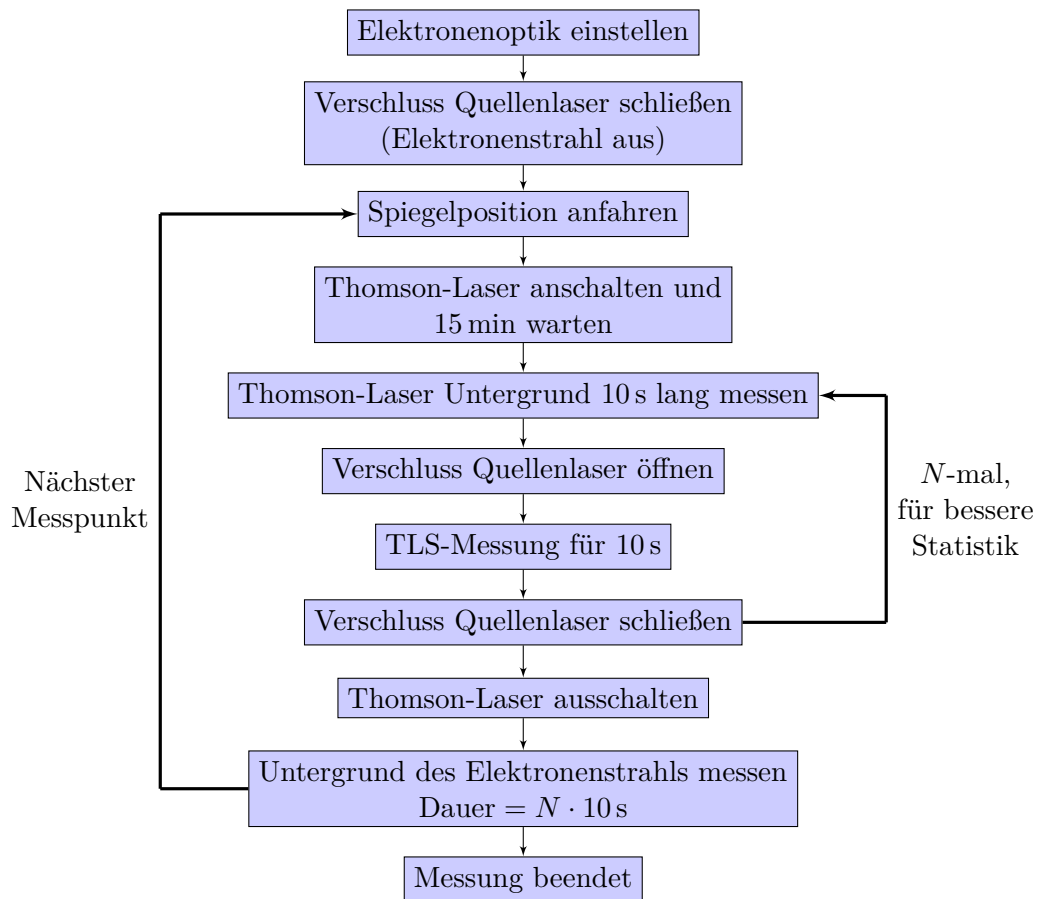 Elektronenoptik einstellen
Verschluss Quellenlaser schließen
(Elektronenstrahl aus)
Spiegelposition anfahren
Thomson-Laser anschalten und
15 min warten
Thomson-Laser Untergrund 10 s lang messen
Verschluss Quellenlaser öffnen
TLS-Messung für 10 s
Verschluss Quellenlaser schließen
Thomson-Laser ausschalten
Untergrund des Elektronenstrahls messen
Dauer = N · 10 s
Messung beendet
Nächster
Messpunkt
N-mal,
für bessere
Statistik